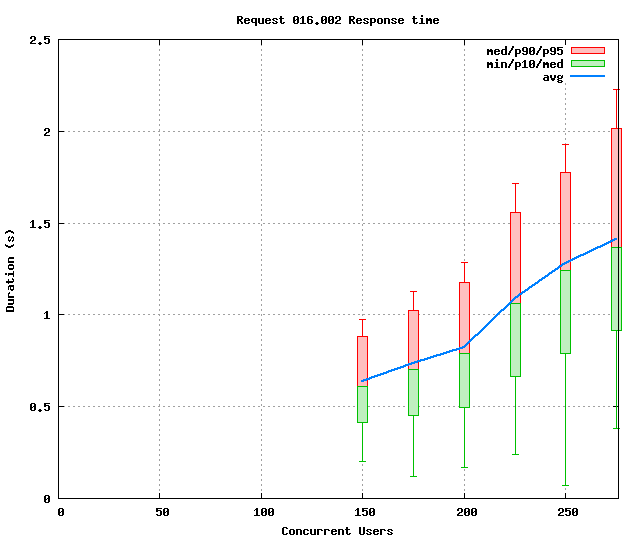 Request 016.002 Response time
med/p90/p95
min/p10/med
avg
2.5
2
1.5
1
0.5
0
Duration (s)
0 50 100 150 200 250
Concurrent Users